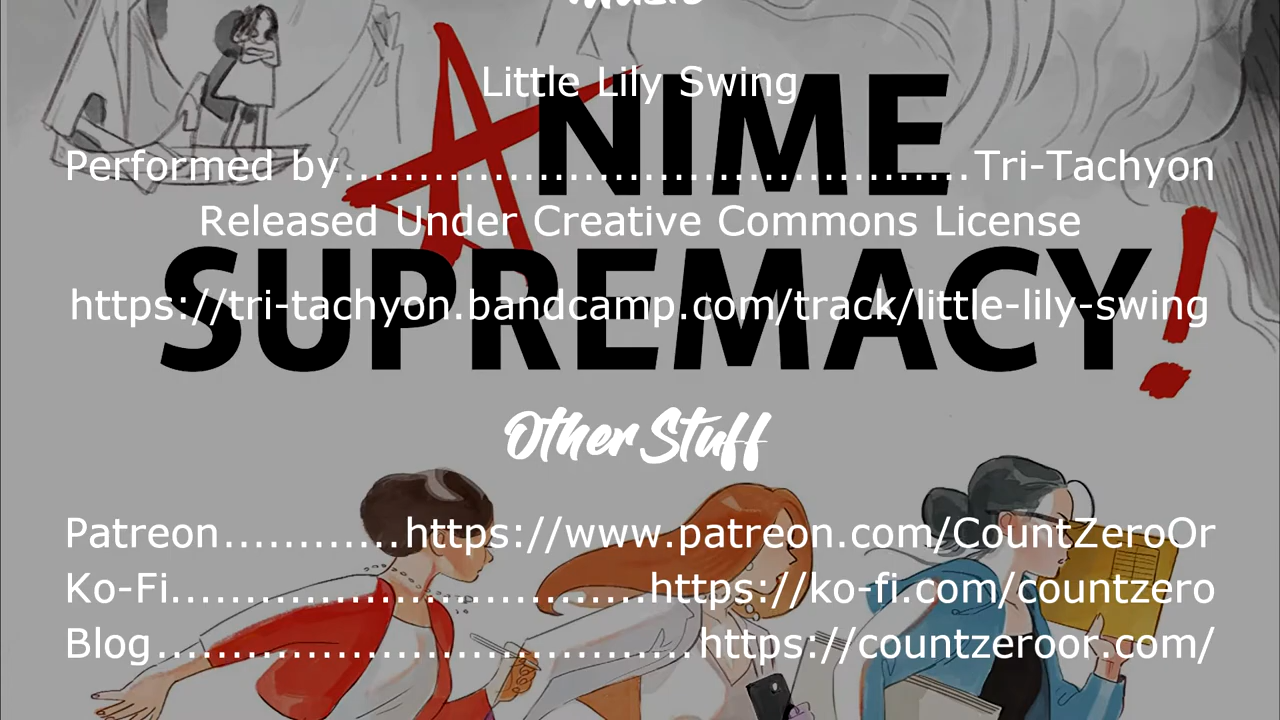 Music
Little Lily Swing
ANIME
Performed by..........................................Tri-Tachyon
Released Under Creative Commons License
SUPREMACY!
https://tri-tachyon.bandcamp.com/track/little-lily-swing
Other Stuff
Patreon............https://www.patreon.com/CountZeroOr
Ko-Fi................................https://ko-fi.com/countzero
Blog....................................https://countzeroor.com/